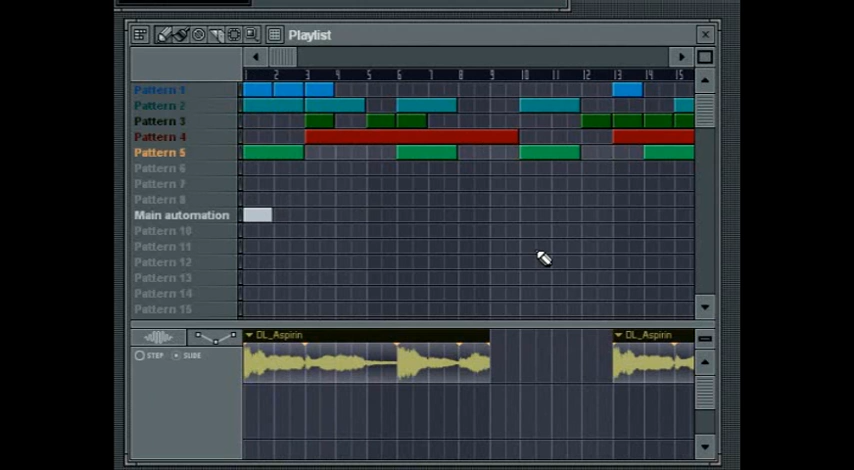 Playlist
1 2 3 4 5 6 7 8 9 10 11 12 13 14 15
Pattern 1
Pattern 2
Pattern 3
Pattern 4
Pattern 5
Pattern 6
Pattern 7
Pattern 8
Main automation
Pattern 10
Pattern 11
Pattern 12
Pattern 13
Pattern 14
Pattern 15
DL_Aspirin DL_Aspirin
STEP SLIDE